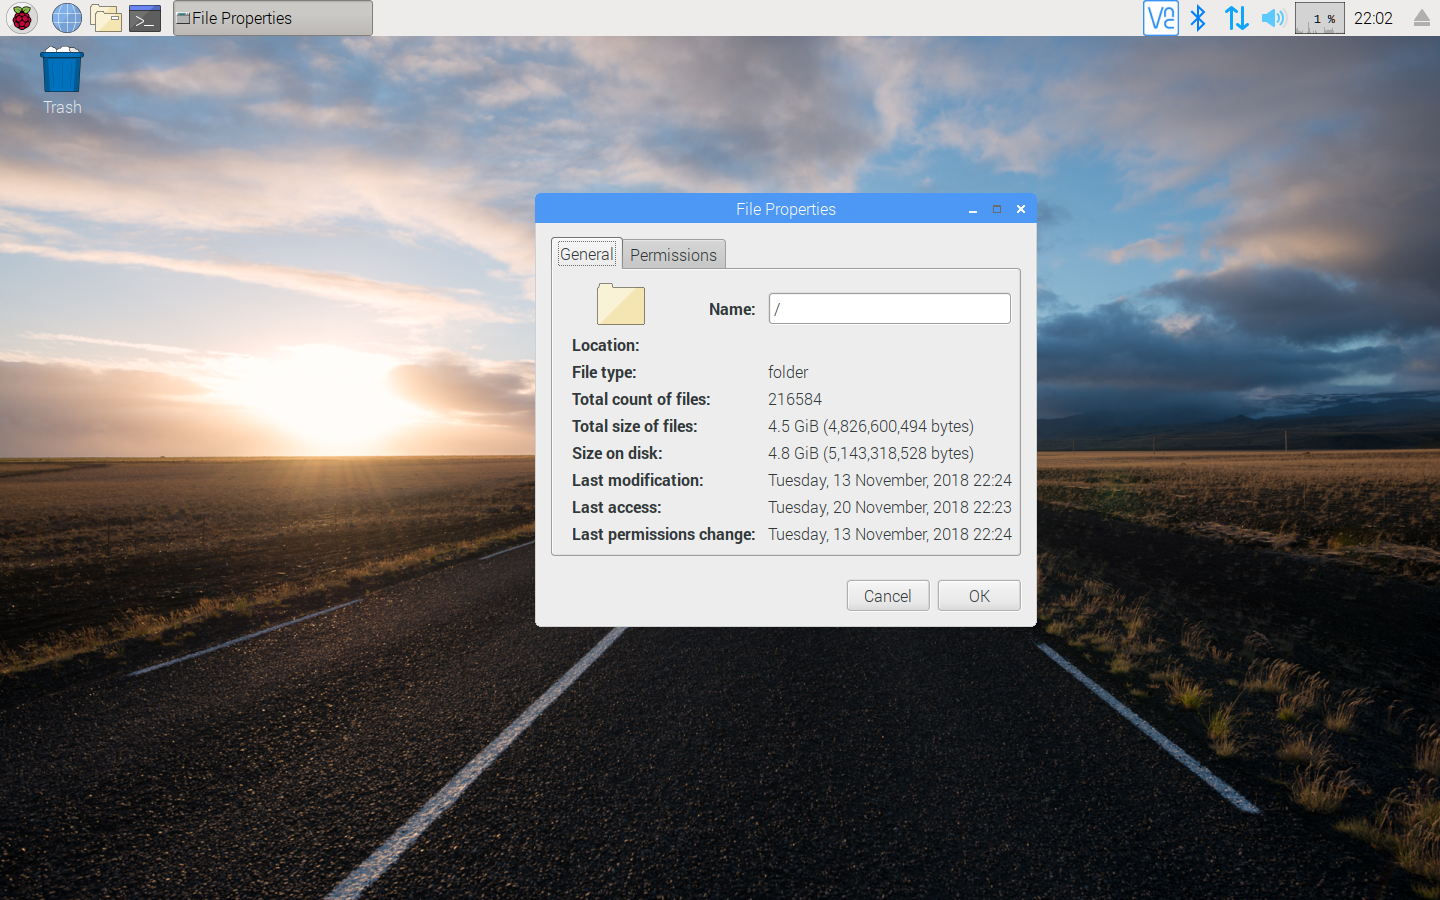 >_
File Properties
V2
1 %
22:02
Trash
File Properties
General
Permissions
Name: /
Location:
File type: folder
Total count of files: 216584
Total size of files: 4.5 GiB (4,826,600,494 bytes)
Size on disk: 4.8 GiB (5,143,318,528 bytes)
Last modification: Tuesday, 13 November, 2018 22:24
Last access: Tuesday, 20 November, 2018 22:23
Last permissions change: Tuesday, 13 November, 2018 22:24
Cancel
OK